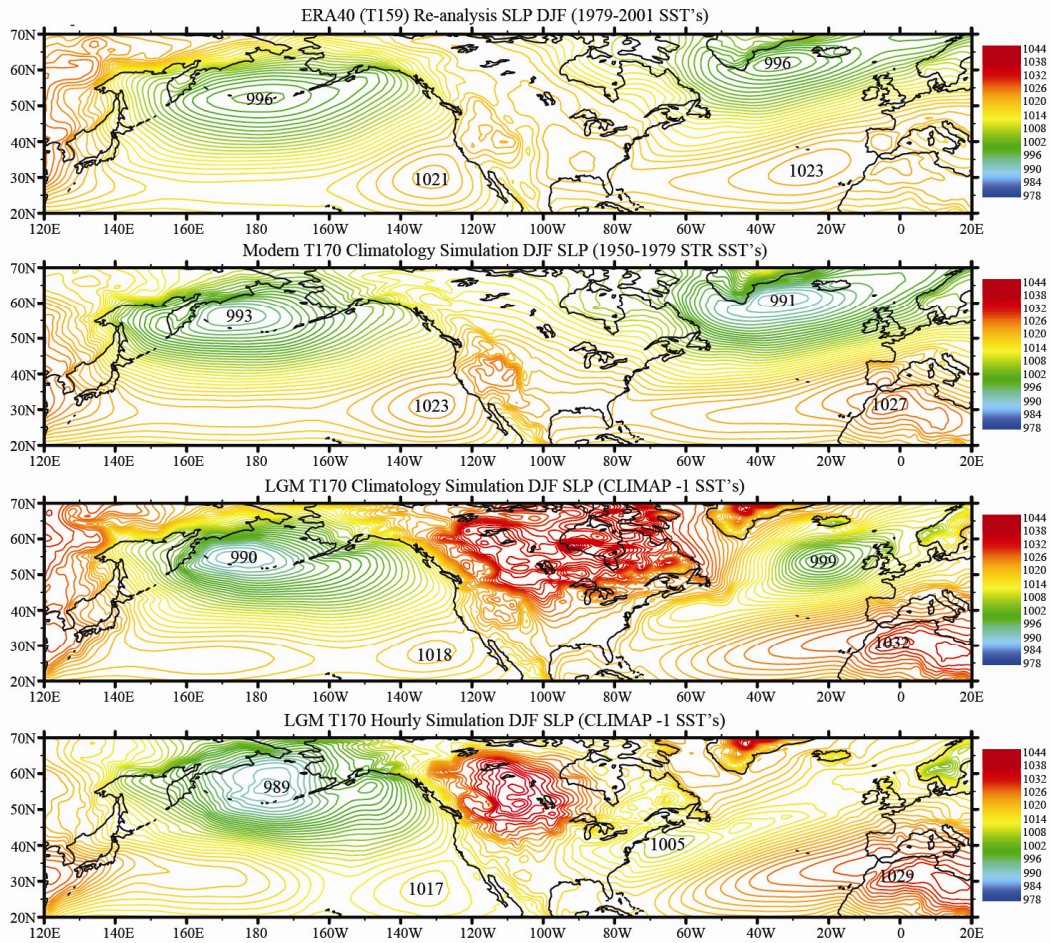 ERA40 (T159) Re-analysis SLP DJF (1979-2001 SST's)
70N
60N
50N
40N
30N
20N
996
996
1021
1023
120E 140E 160E 180 160W 140W 120W 100W 80W 60W 40W 20W 0 20E
1044
1038
1032
1026
1020
1014
1008
1002
996
990
984
978
Modern T170 Climatology Simulation DJF SLP (1950-1979 STR SST's)
70N
60N
50N
40N
30N
20N
993
991
1023
1027
120E 140E 160E 180 160W 140W 120W 100W 80W 60W 40W 20W 0 20E
1044
1038
1032
1026
1020
1014
1008
1002
996
990
984
978
LGM T170 Climatology Simulation DJF SLP (CLIMAP -1 SST's)
70N
60N
50N
40N
30N
20N
990
999
1018
1032
120E 140E 160E 180 160W 140W 120W 100W 80W 60W 40W 20W 0 20E
1044
1038
1032
1026
1020
1014
1008
1002
996
990
984
978
LGM T170 Hourly Simulation DJF SLP (CLIMAP -1 SST's)
70N
60N
50N
40N
30N
20N
989
1005
1017
1029
120E 140E 160E 180 160W 140W 120W 100W 80W 60W 40W 20W 0 20E
1044
1038
1032
1026
1020
1014
1008
1002
996
990
984
978